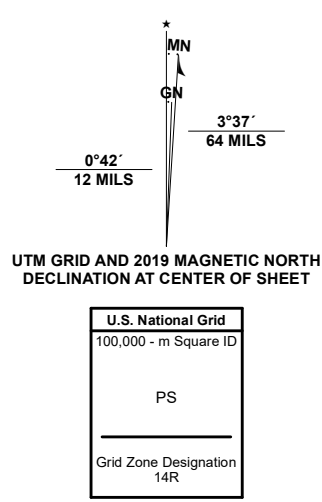 ★
MN
GN
3°37´
64 MILS
0°42´
12 MILS
UTM GRID AND 2019 MAGNETIC NORTH
DECLINATION AT CENTER OF SHEET
U.S. National Grid
100,000 - m Square ID
PS
Grid Zone Designation
14R